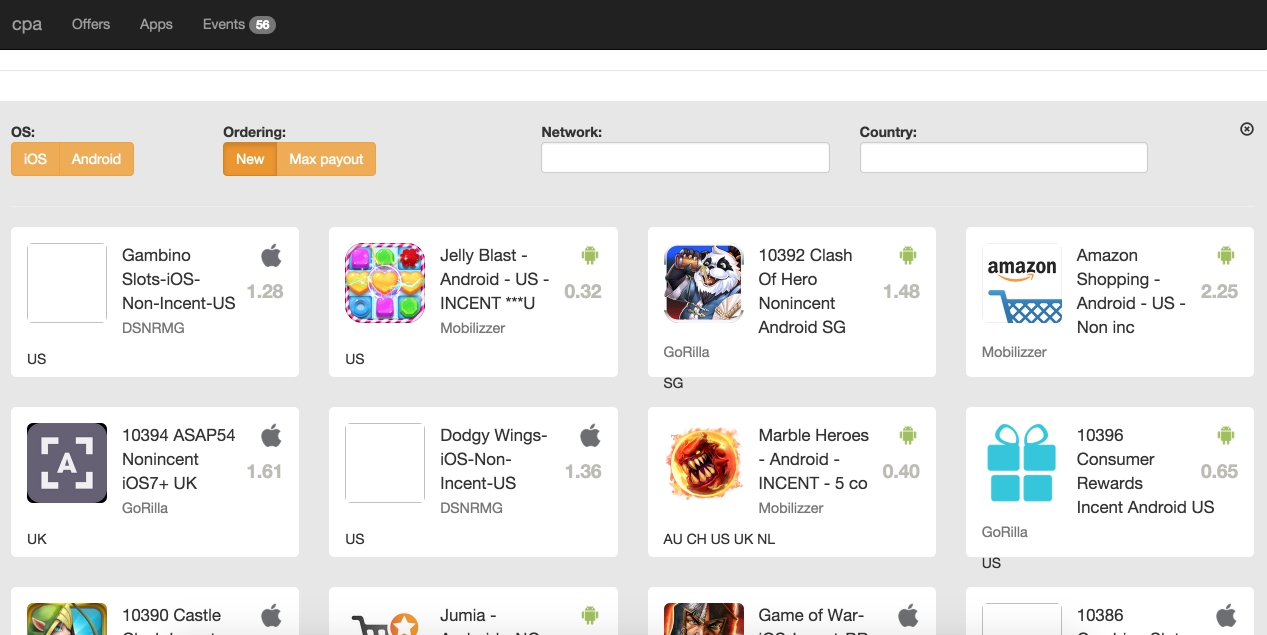 cpa Offers Apps Events 56
OS: Ordering: Network: Country:
iOS Android New Max payout
Gambino
Slots-iOS-
Non-Incent-US
1.28
DSNRMG
US
Jelly Blast -
Android - US -
INCENT ***U
0.32
Mobilizzer
US
10392 Clash
Of Hero
Nonincent
Android SG
1.48
GoRilla
SG
amazon
Amazon
Shopping -
Android - US -
Non inc
2.25
Mobilizzer
A
10394 ASAP54
Nonincent
iOS7+ UK
1.61
GoRilla
UK
Dodgy Wings-
iOS-Non-
Incent-US
1.36
DSNRMG
US
Marble Heroes
- Android -
INCENT - 5 co
0.40
Mobilizzer
AU CH US UK NL
10396
Consumer
Rewards
Incent Android US
0.65
GoRilla
US
10390 Castle
Jumia -
Game of War-
10386